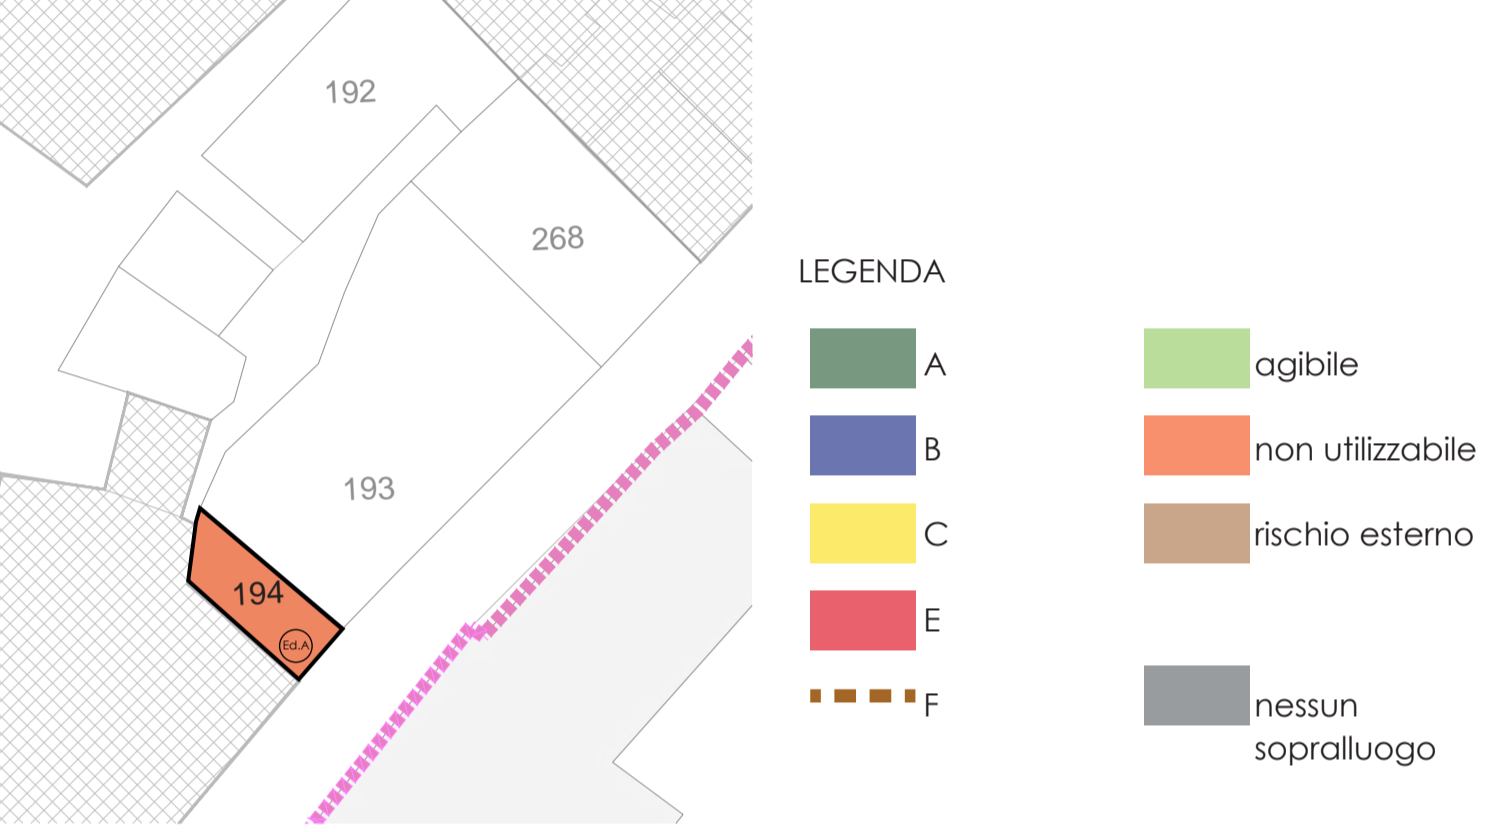 192
268
193
194
Ed.A
LEGENDA
A
B
C
E
F
agibile
non utilizzabile
rischio esterno
nessun
sopralluogo